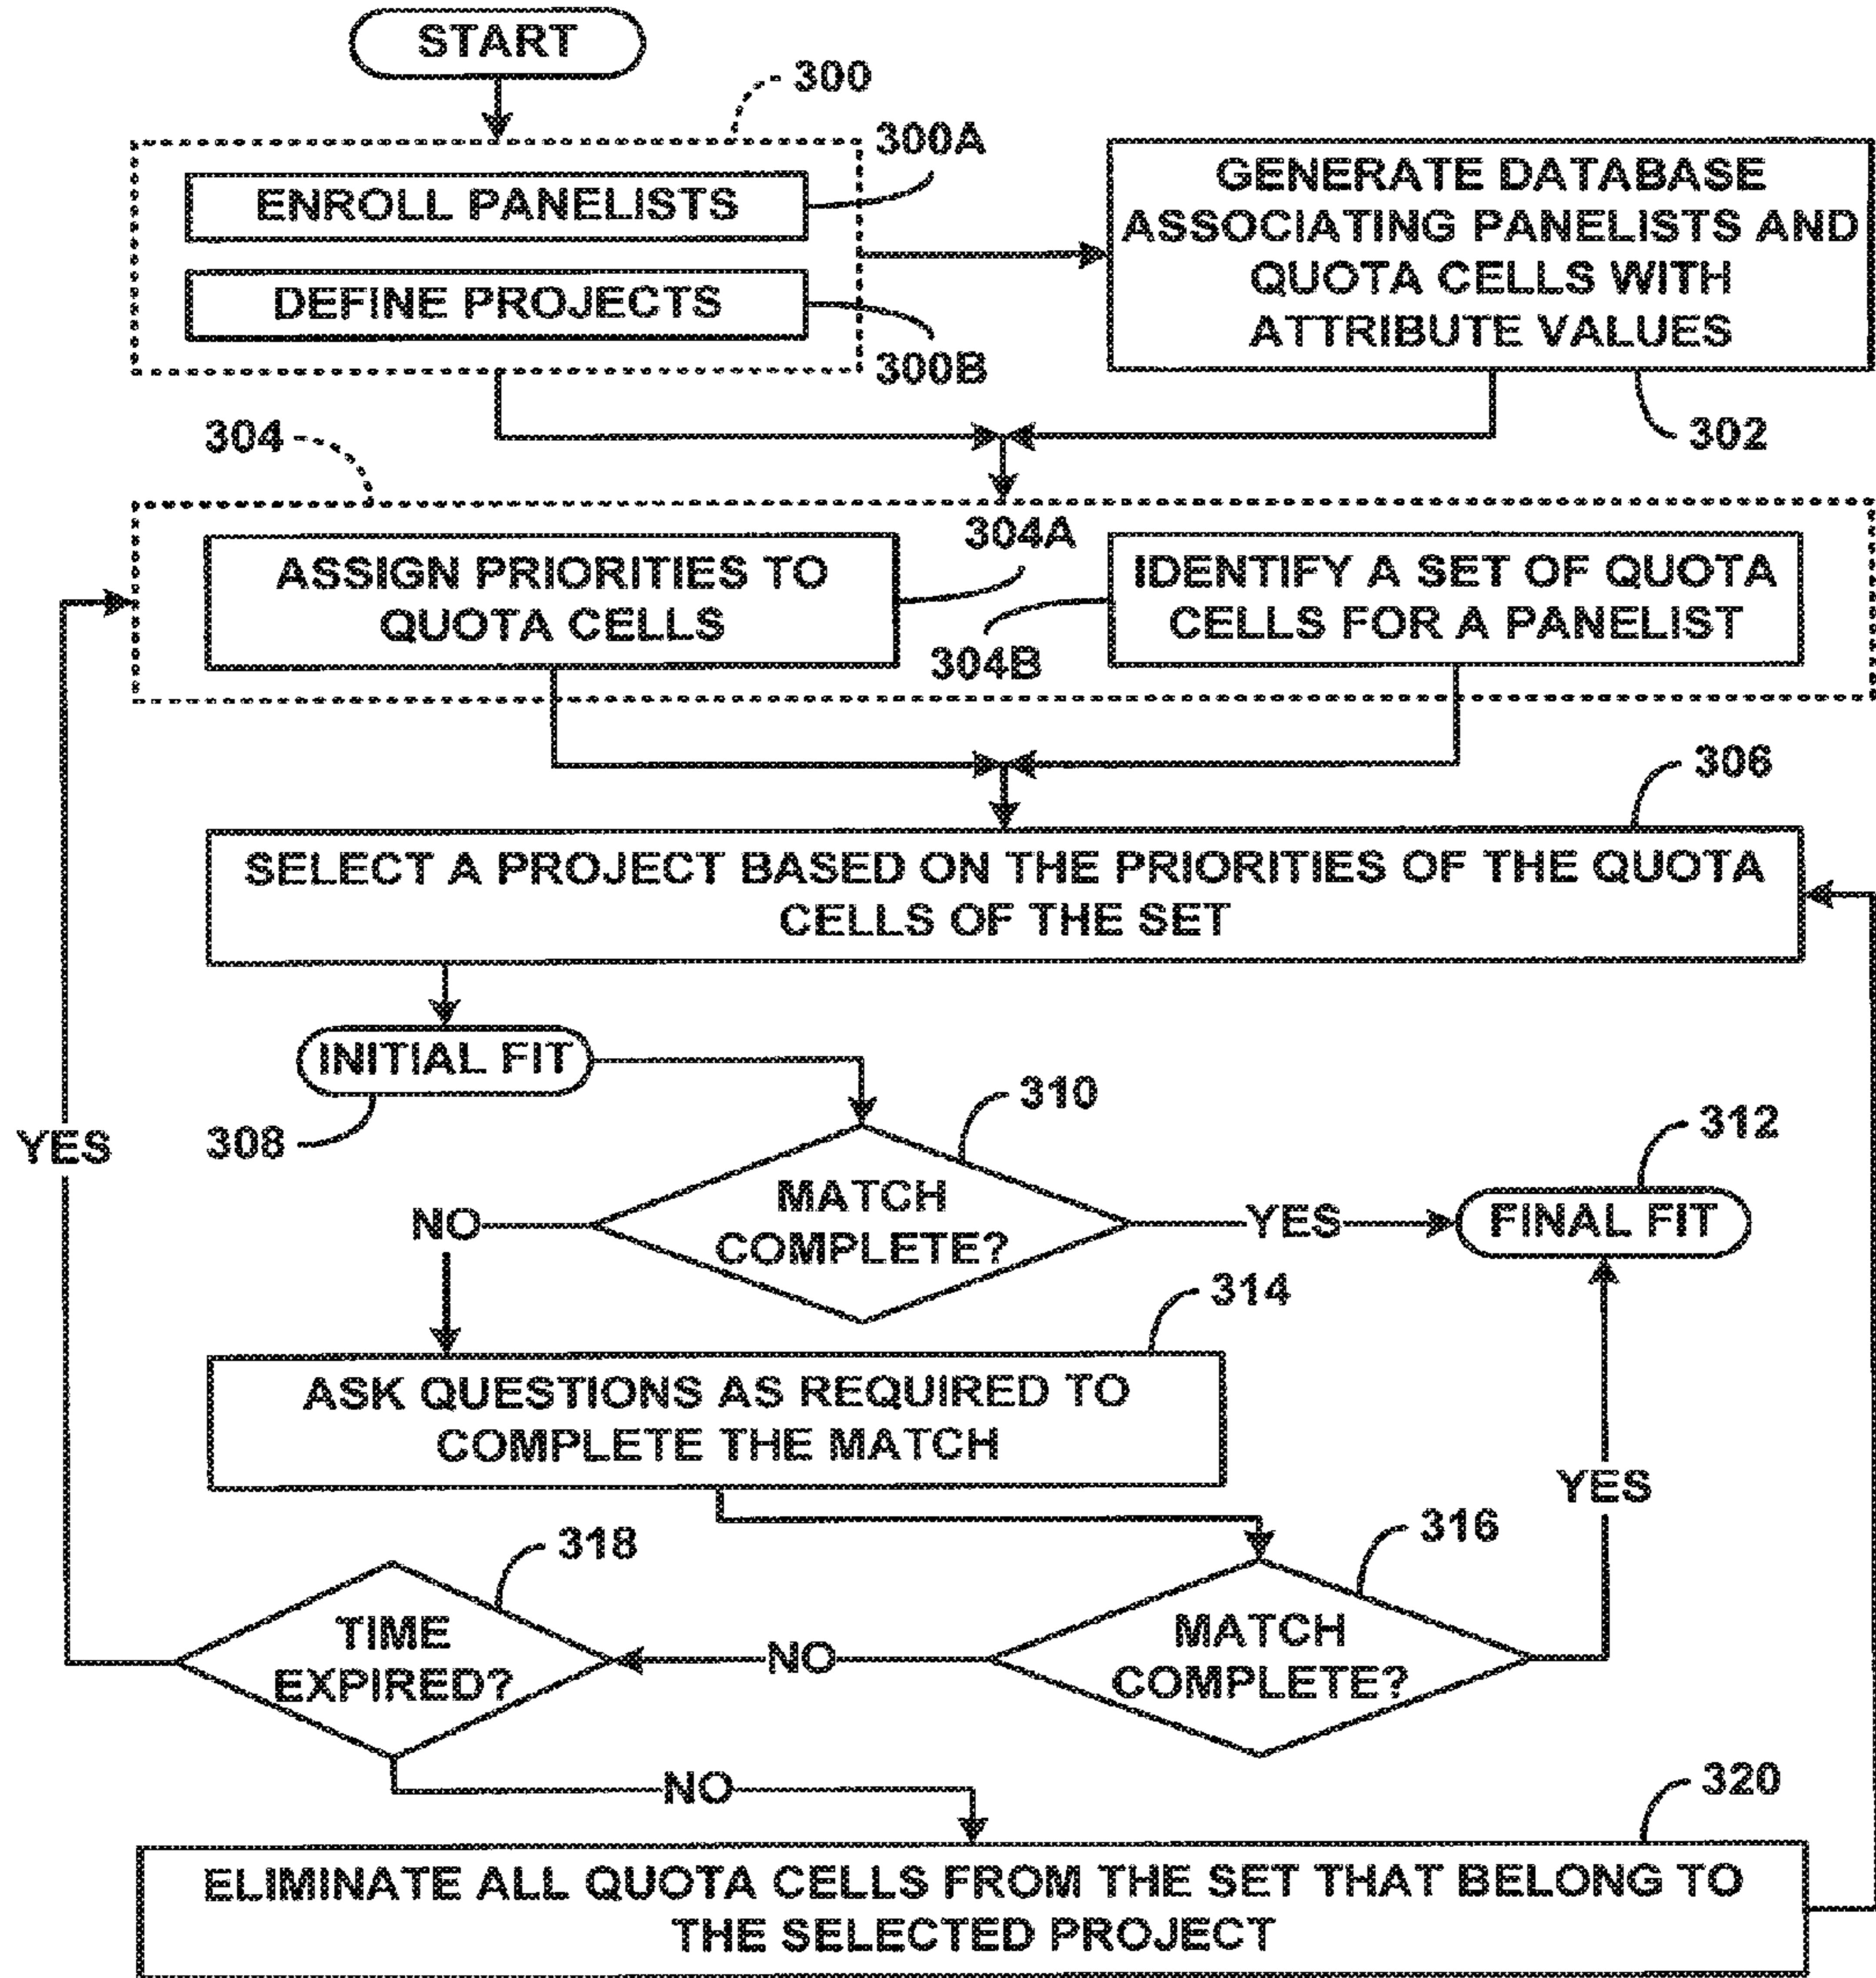 START
300
300A
ENROLL PANELISTS
DEFINE PROJECTS
300B
GENERATE DATABASE
ASSOCIATING PANELISTS AND
QUOTA CELLS WITH
ATTRIBUTE VALUES
302
304
304A
ASSIGN PRIORITIES TO
QUOTA CELLS
IDENTIFY A SET OF QUOTA
CELLS FOR A PANELIST
304B
306
SELECT A PROJECT BASED ON THE PRIORITIES OF THE QUOTA
CELLS OF THE SET
INITIAL FIT
308
310
MATCH
COMPLETE?
YES
312
FINAL FIT
NO
314
ASK QUESTIONS AS REQUIRED TO
COMPLETE THE MATCH
316
MATCH
COMPLETE?
YES
NO
318
TIME
EXPIRED?
YES
NO
320
ELIMINATE ALL QUOTA CELLS FROM THE SET THAT BELONG TO
THE SELECTED PROJECT